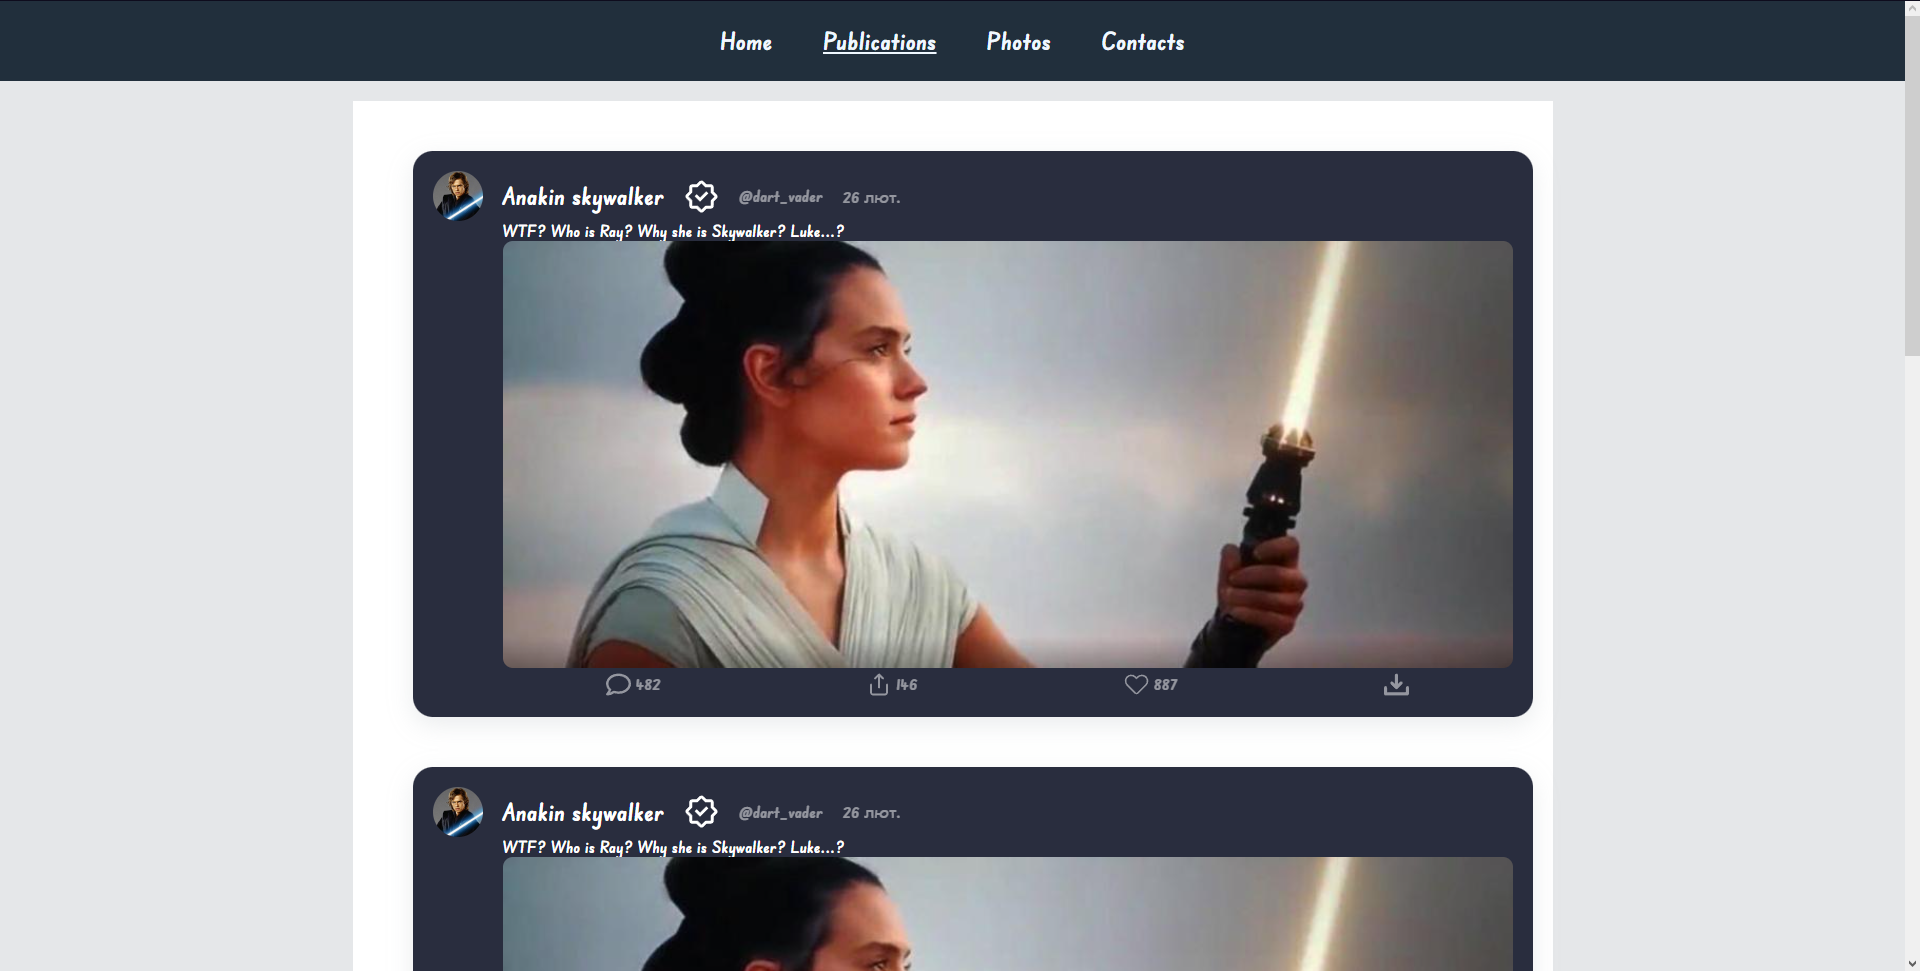 Home Publications Photos Contacts
Anakin skywalker @dart_vader 26 лют.
WTF? Who is Ray? Why she is Skywalker? Luke...?
482 146 887
Anakin skywalker @dart_vader 26 лют.
WTF? Who is Ray? Why she is Skywalker? Luke...?